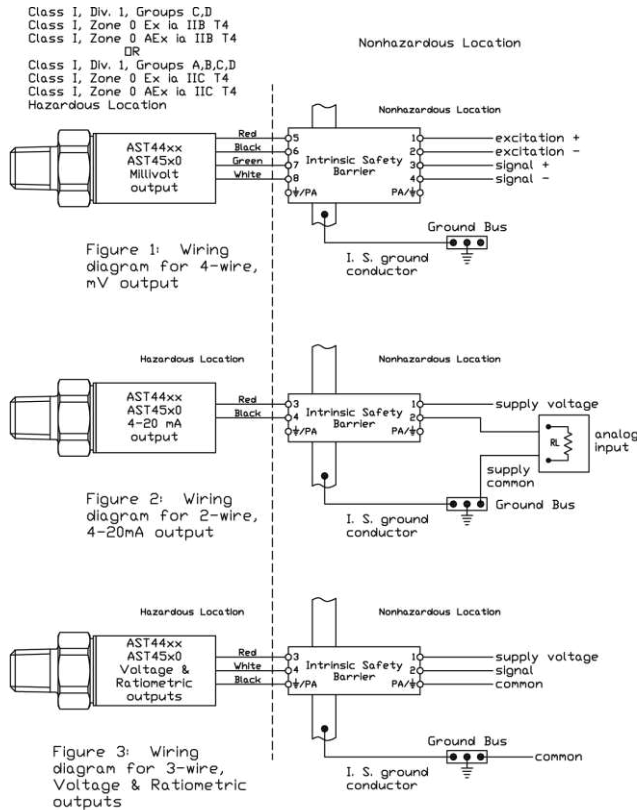 Class I, Div. 1, Groups C,D
Class I, Zone 0 Ex ia IIB T4
Class I, Zone 0 AEx ia IIB T4
OR
Class I, Div. 1, Groups A,B,C,D
Class I, Zone 0 Ex ia IIC T4
Class I, Zone 0 AEx ia IIC T4
Hazardous Location
Nonhazardous Location
Nonhazardous Location
AST44xx
AST45x0
Millivolt
output
Red
Black
Green
White
5
6
7
8
⏚/PA
Intrinsic Safety
Barrier
1
2
3
4
PA/⏚
excitation +
excitation -
signal +
signal -
Ground Bus
I. S. ground
conductor
Figure 1: Wiring
diagram for 4-wire,
mV output
Hazardous Location
Nonhazardous Location
AST44xx
AST45x0
4-20 mA
output
Red
Black
3
4
⏚/PA
Intrinsic Safety
Barrier
1
2
PA/⏚
supply voltage
RL
analog
input
supply
common
Ground Bus
I. S. ground
conductor
Figure 2: Wiring
diagram for 2-wire,
4-20mA output
Hazardous Location
Nonhazardous Location
AST44xx
AST45x0
Voltage &
Ratiometric
outputs
Red
White
Black
3
4
⏚/PA
Intrinsic Safety
Barrier
1
2
PA/⏚
supply voltage
signal
common
Ground Bus
common
I. S. ground
conductor
Figure 3: Wiring
diagram for 3-wire,
Voltage & Ratiometric
outputs